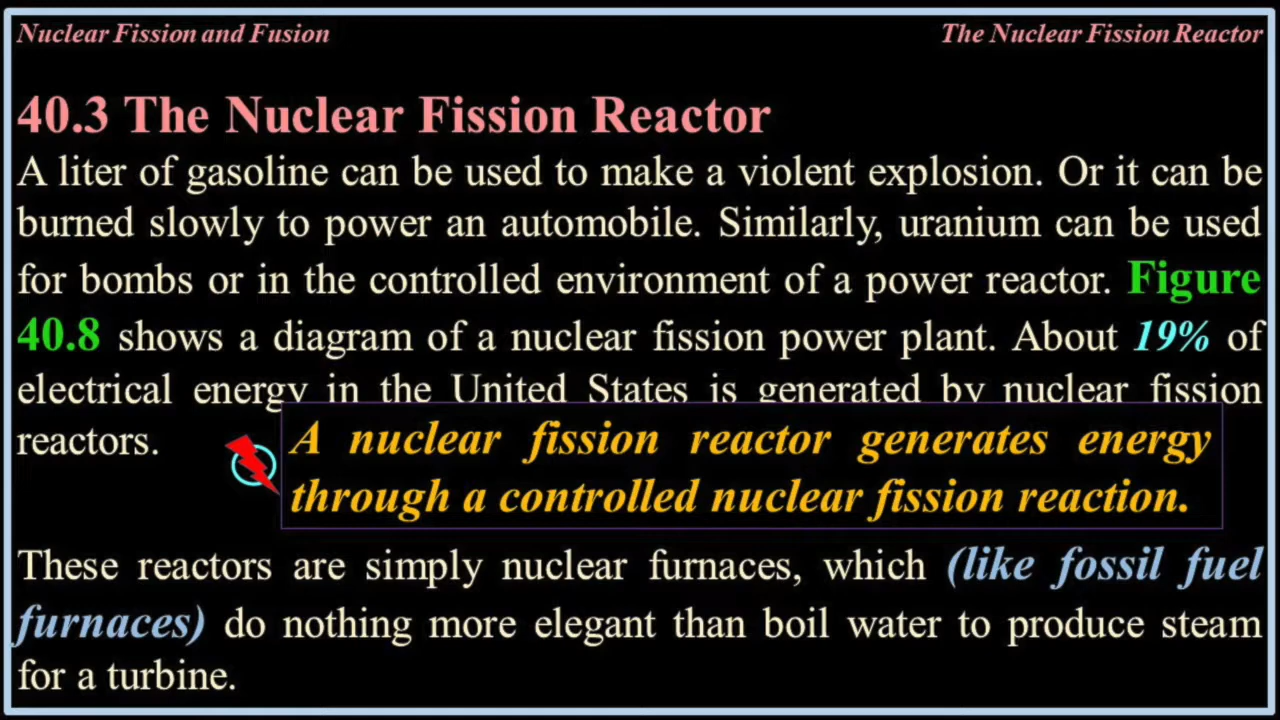 Nuclear Fission and Fusion
The Nuclear Fission Reactor
40.3 The Nuclear Fission Reactor
A liter of gasoline can be used to make a violent explosion. Or it can be
burned slowly to power an automobile. Similarly, uranium can be used
for bombs or in the controlled environment of a power reactor. Figure
40.8 shows a diagram of a nuclear fission power plant. About 19% of
electrical energy in the United States is generated by nuclear fission
reactors.
A nuclear fission reactor generates energy
through a controlled nuclear fission reaction.
These reactors are simply nuclear furnaces, which (like fossil fuel
furnaces) do nothing more elegant than boil water to produce steam
for a turbine.